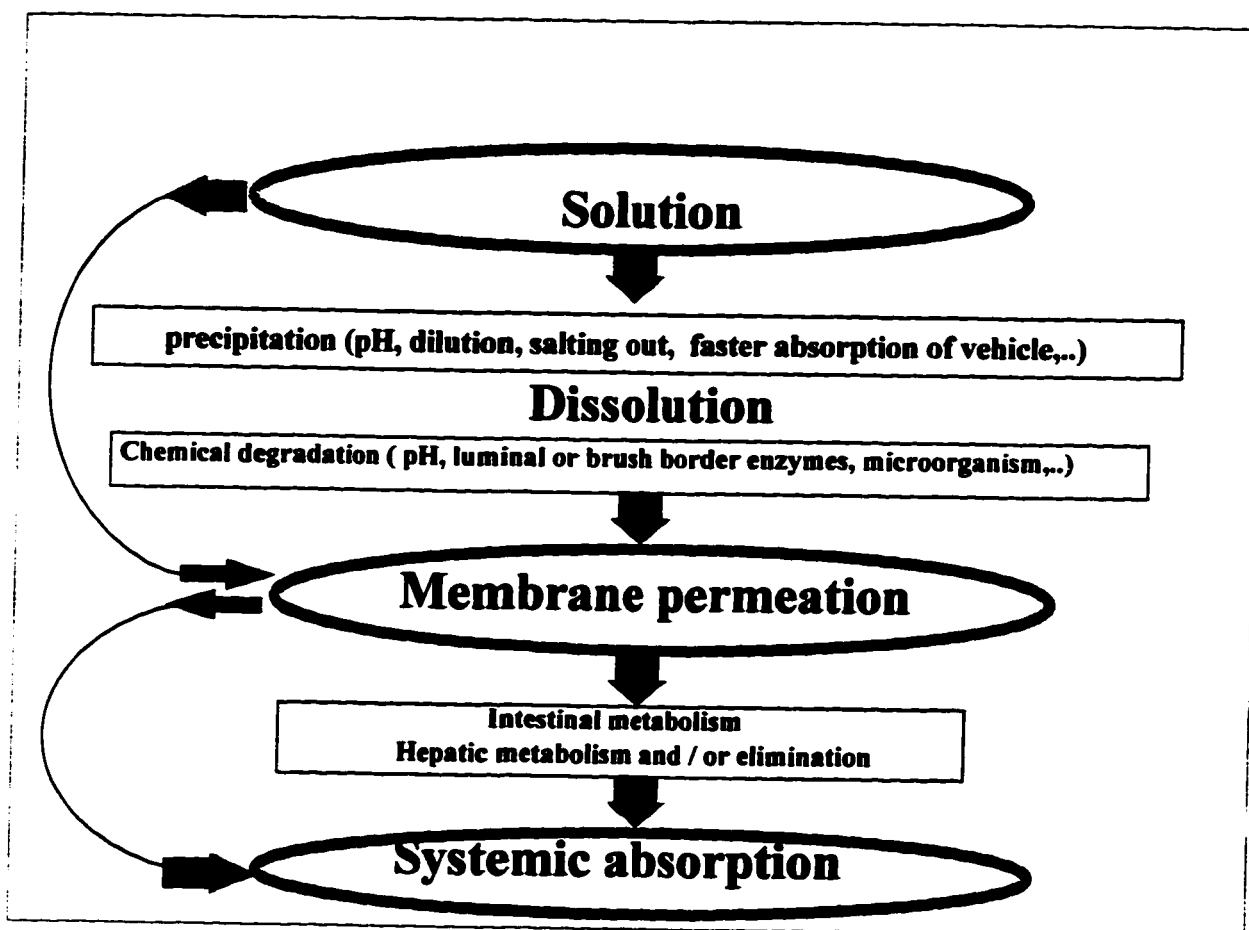 Solution
precipitation (pH, dilution, salting out, faster absorption of vehicle,..)
Dissolution
Chemical degradation ( pH, luminal or brush border enzymes, microorganism,..)
Membrane permeation
Intestinal metabolism
Hepatic metabolism and / or elimination
Systemic absorption